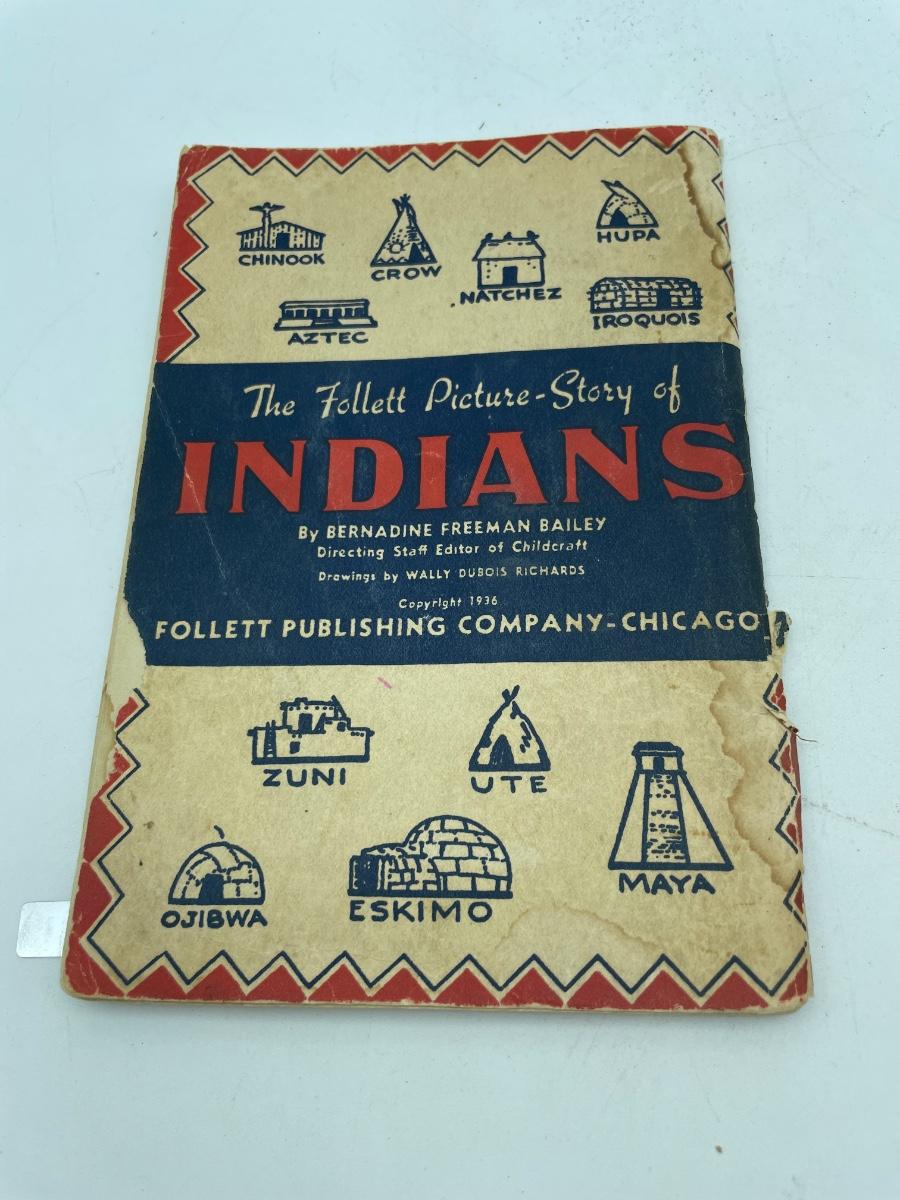 CHINOOK
CROW
NATCHEZ
HUPA
AZTEC
IROQUOIS
The Follett Picture-Story of
INDIANS
By BERNADINE FREEMAN BAILEY
Directing Staff Editor of Childcraft
Drawings by WALLY DUBOIS RICHARDS
Copyright 1936
FOLLETT PUBLISHING COMPANY-CHICAGO
ZUNI
UTE
MAYA
OJIBWA
ESKIMO